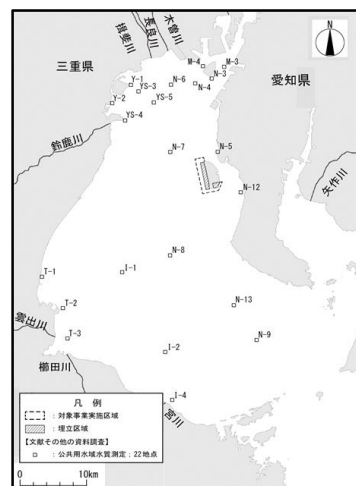 木曽川
長良川
揖斐川
N
三重県
愛知県
M-4
M-3
N-3
Y-1
N-6
N-4
YS-3
Y-2
YS-5
YS-4
鈴鹿川
N-7
N-5
矢作川
N-12
N-8
T-1
I-1
T-2
N-13
雲出川
T-3
N-9
I-2
櫛田川
I-4
宮川
凡 例
：対象事業実施区域
：埋立区域
【文献その他の資料調査】
：公共用水域水質測定：22地点
0 10km